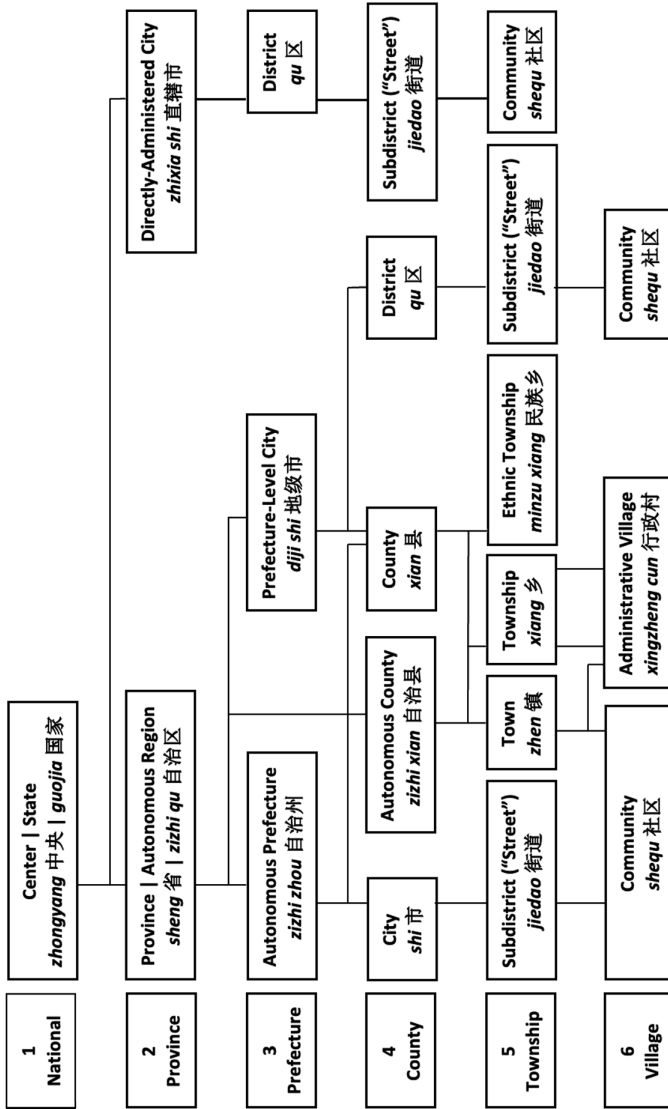 1
National
Center | State
zhongyang 中央 | guojia 国家
2
Province
Province | Autonomous Region
sheng 省 | zizhi qu 自治区
Directly-Administered City
zhixia shi 直辖市
3
Prefecture
Autonomous Prefecture
zizhi zhou 自治州
Prefecture-Level City
diji shi 地级市
District
qu 区
4
County
City
shi 市
Autonomous County
zizhi xian 自治县
County
xian 县
District
qu 区
Subdistrict (“Street”)
jiedao 街道
5
Township
Subdistrict (“Street”)
jiedao 街道
Town
zhen 镇
Township
xiang 乡
Ethnic Township
minzu xiang 民族乡
Subdistrict (“Street”)
jiedao 街道
Community
shequ 社区
6
Village
Community
shequ 社区
Administrative Village
xingzheng cun 行政村
Community
shequ 社区